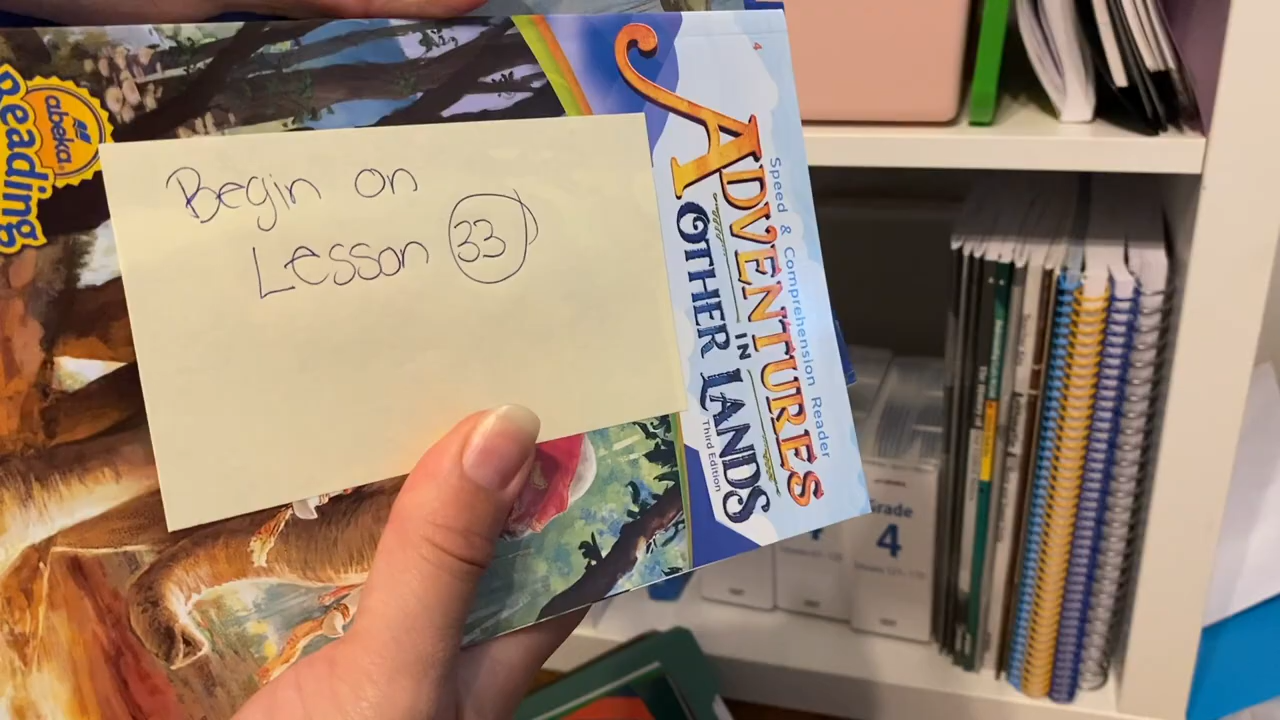 Begin on
Lesson 33
abeka
Reading
4
ADVENTURES
IN
OTHER LANDS
Speed & Comprehension Reader
Third Edition
Grade
4